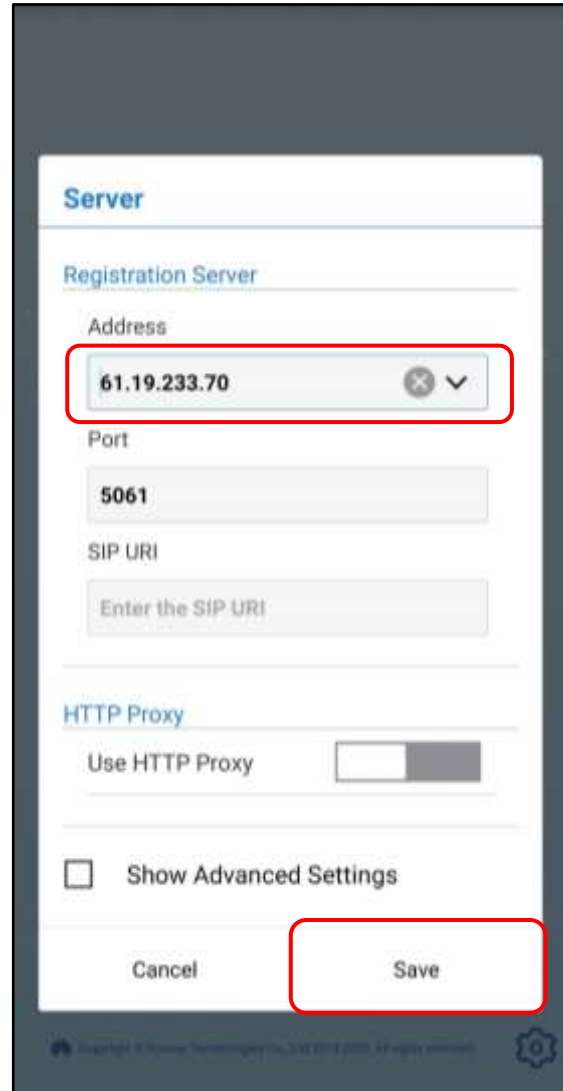 Server
Registration Server
Address
61.19.233.70
Port
5061
SIP URI
Enter the SIP URI
HTTP Proxy
Use HTTP Proxy
Show Advanced Settings
Cancel Save